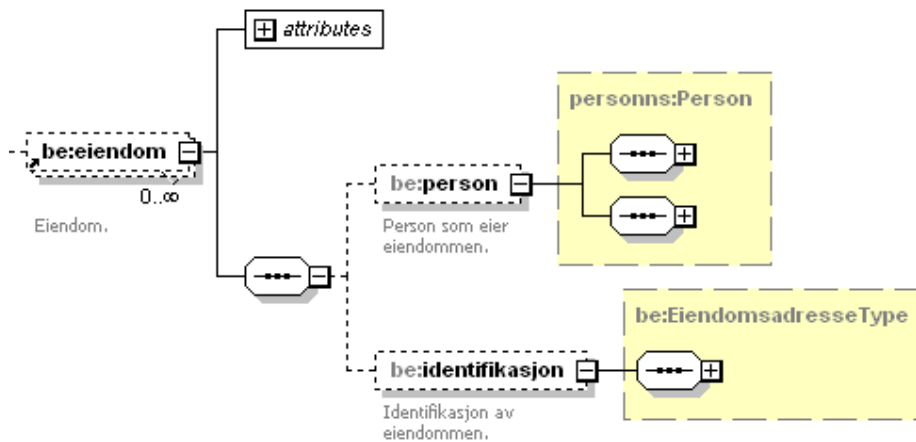 attributes
personns:Person
be:eiendom
0..∞
Eiendom.
be:person
Person som eier
eiendommen.
be:EiendomsadresseType
be:identifikasjon
Identifikasjon av
eiendommen.